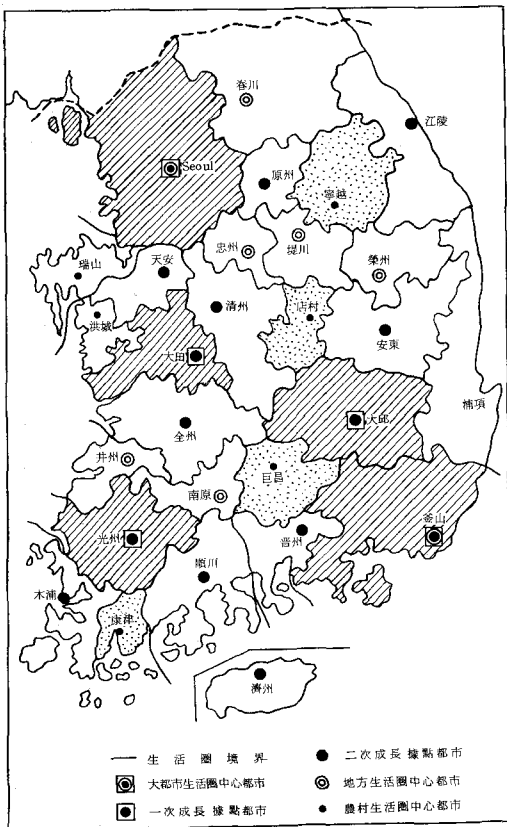 春川
江陵
Seoul
原州
寧越
忠州
堤川
榮州
瑞山
天安
清州
店村
洪城
安東
大田
浦項
大邱
全州
井州
巨昌
南原
釜山
光州
晋州
順川
木浦
康津
濟州
生活圈境界
二次成長據點都市
大都市生活圈中心都市
地方生活圈中心都市
一次成長據點都市
農村生活圈中心都市